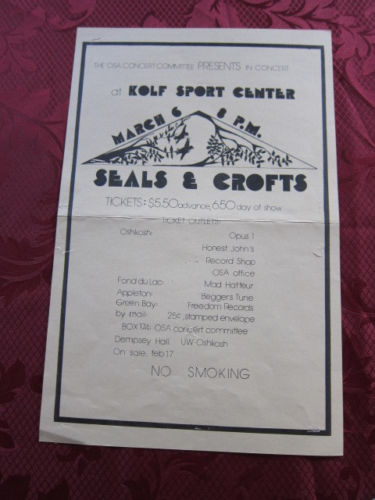 THE OSA CONCERT COMMITTEE PRESENTS IN CONCERT
at KOLF SPORT CENTER
MARCH 6 8 P.M.
SEALS & CROFTS
TICKETS: $5.50 advance, 6.50 day of show
TICKET OUTLETS:
Oshkosh: Opus 1
Honest John's
Record Shop
OSA office
Fond du Lac: Mad Hatteur
Appleton: Beggers Tune
Green Bay: Freedom Records
by mail: 25¢, stamped envelope
BOX 174 OSA concert committee
Dempsey Hall UW-Oshkosh
On sale, feb 17
NO SMOKING